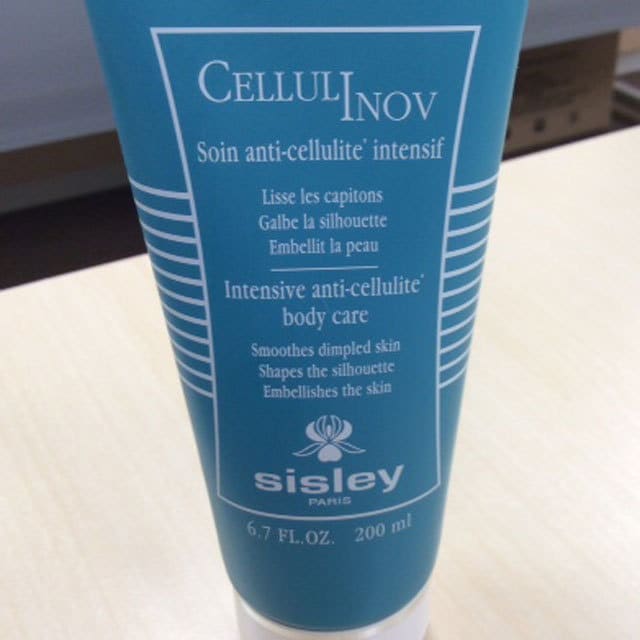 CELLULINOV
Soin anti-cellulite* intensif
Lisse les capitons
Galbe la silhouette
Embellit la peau
Intensive anti-cellulite*
body care
Smoothes dimpled skin
Shapes the silhouette
Embellishes the skin
sisley
PARIS
6.7 FL.OZ. 200 ml